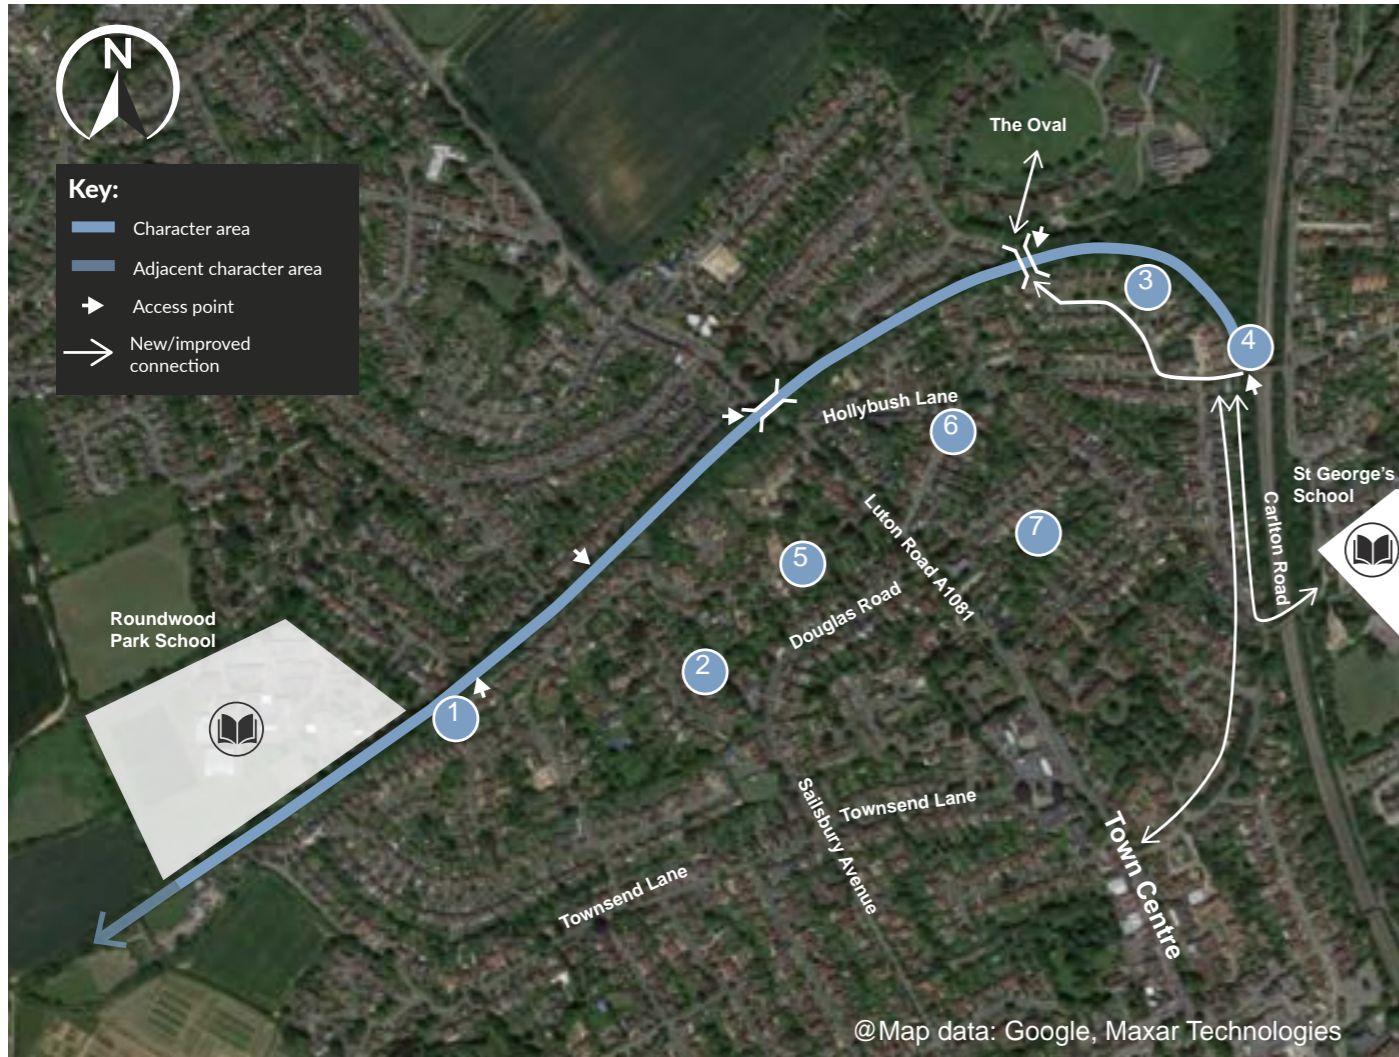 N
Key:
Character area
Adjacent character area
Access point
New/improved
connection
The Oval
3
4
Hollybush Lane
6
St George's
School
Luton Road A1081
Carlton Road
7
5
Douglas Road
Roundwood
Park School
2
1
Sailsbury Avenue
Townsend Lane
Town Centre
Townsend Lane
@Map data: Google, Maxar Technologies